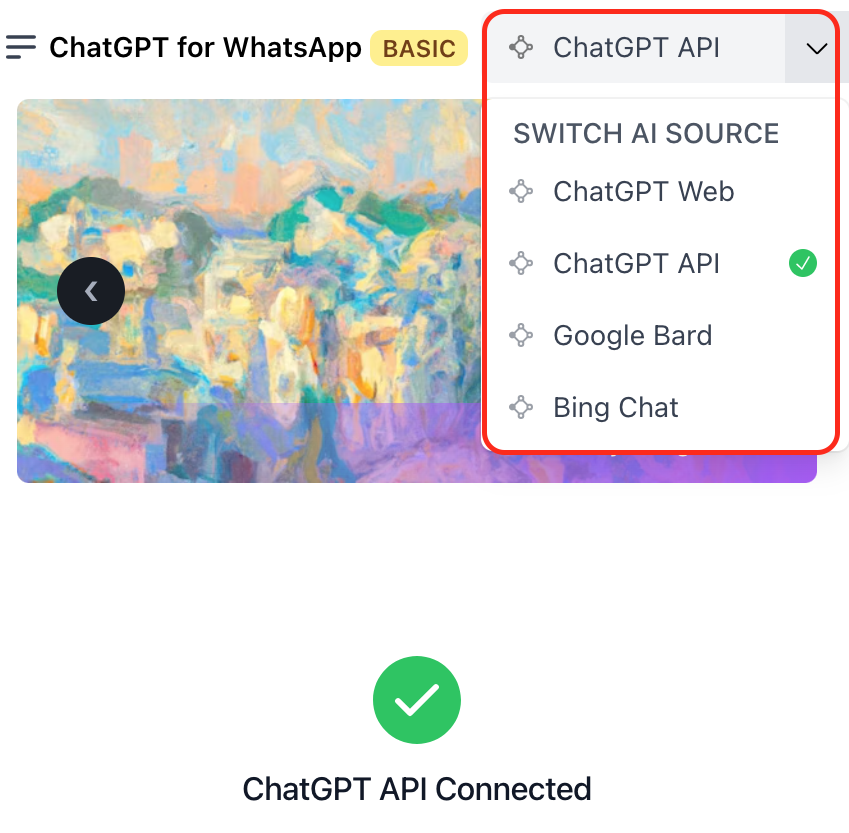 ChatGPT for WhatsApp BASIC
ChatGPT API
SWITCH AI SOURCE
ChatGPT Web
ChatGPT API
Google Bard
Bing Chat
ChatGPT API Connected